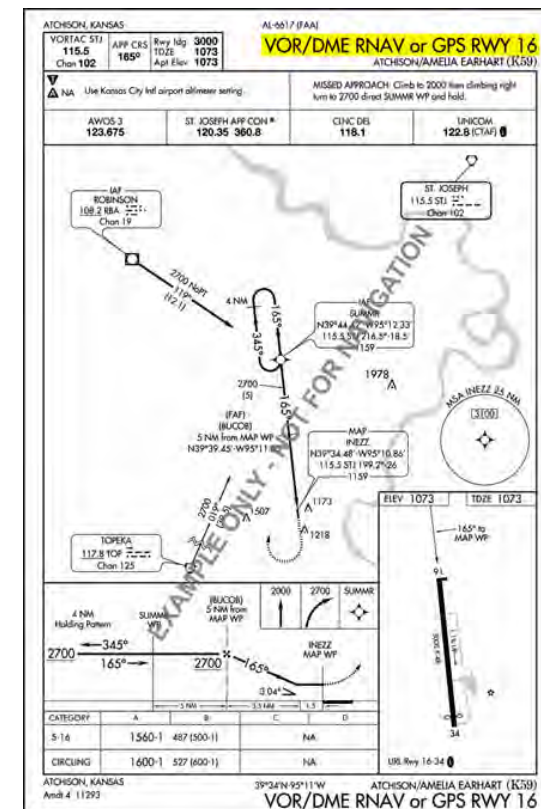 ATCHISON, KANSAS
AL-6617 (FAA)
VORTAC STJ
115.5
Chan 102
APP CRS
165°
Rwy ldg 3000
TDZE 1073
Apt Elev 1073
VOR/DME RNAV or GPS RWY 16
ATCHISON/AMELIA EARHART (K59)
NA
Use Kansas City Intl airport altimeter setting.
MISSED APPROACH: Climb to 2000 then climbing right
turn to 2700 direct SUMMR WP and hold.
AWOS-3
123.675
ST. JOSEPH APP CON *
120.35 360.8
CLNC DEL
118.1
UNICOM
122.8 (CTAF)
IAF
ROBINSON
108.2 RBA
Chan 19
ST. JOSEPH
115.5 STJ
Chan 102
2700 NoPT
119°
(12.1)
4 NM
165°
345°
IAF
SUMMR
115.5 STJ 216.5°-18.5
1159
1978
2700
(5)
165°
(FAF)
(BUCOB)
5 NM from MAP WP
MSA INEZZ 25 NM
3100
MAP
INEZZ
N39°34.48'-W95°10.86'
115.5 STJ 199.2°-26
1159
1173
1507
1218
2700
019°
TOPEKA
117.8 TOP
Chan 125
EXAMPLE ONLY - NOT FOR NAVIGATION
ELEV 1073
TDZE 1073
165° to
MAP WP
16
34
4 NM
Holding Pattern
SUMMR
WP
(BUCOB)
5 NM from
MAP WP
2000
2700
SUMMR
345°
2700
165°
2700
165°
INEZZ
MAP WP
3.04°
5 NM
3.5 NM
1.5
CATEGORY
A
B
C
D
S-16
1560-1 487 (500-1)
NA
CIRCLING
1600-1 527 (600-1)
NA
ATCHISON, KANSAS
Amdt 4 11293
39°34'N-95°11'W
ATCHISON/AMELIA EARHART (K59)
VOR/DME RNAV or GPS RWY 16